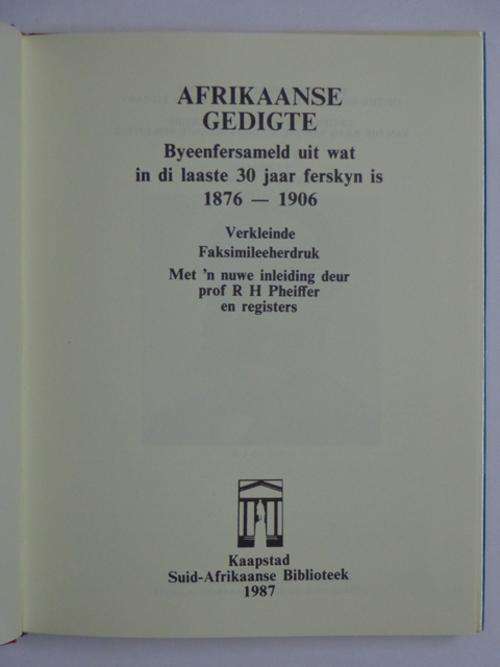 AFRIKAANSE
GEDIGTE
Byeenfersameld uit wat
in di laaste 30 jaar ferskyn is
1876 — 1906
Verkleinde
Faksimileeherdruk
Met 'n nuwe inleiding deur
prof R H Pheiffer
en registers
Kaapstad
Suid-Afrikaanse Biblioteek
1987